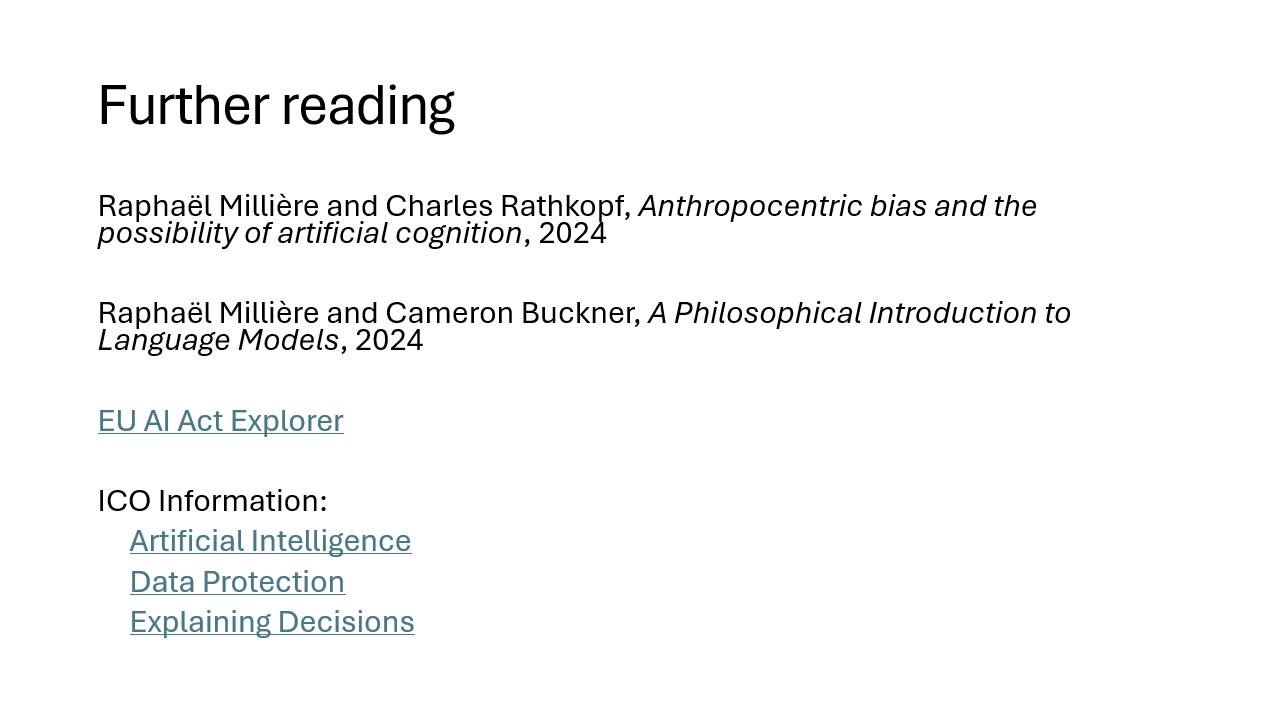 Further reading
Raphaël Millière and Charles Rathkopf, Anthropocentric bias and the
possibility of artificial cognition, 2024
Raphaël Millière and Cameron Buckner, A Philosophical Introduction to
Language Models, 2024
EU AI Act Explorer
ICO Information:
Artificial Intelligence
Data Protection
Explaining Decisions